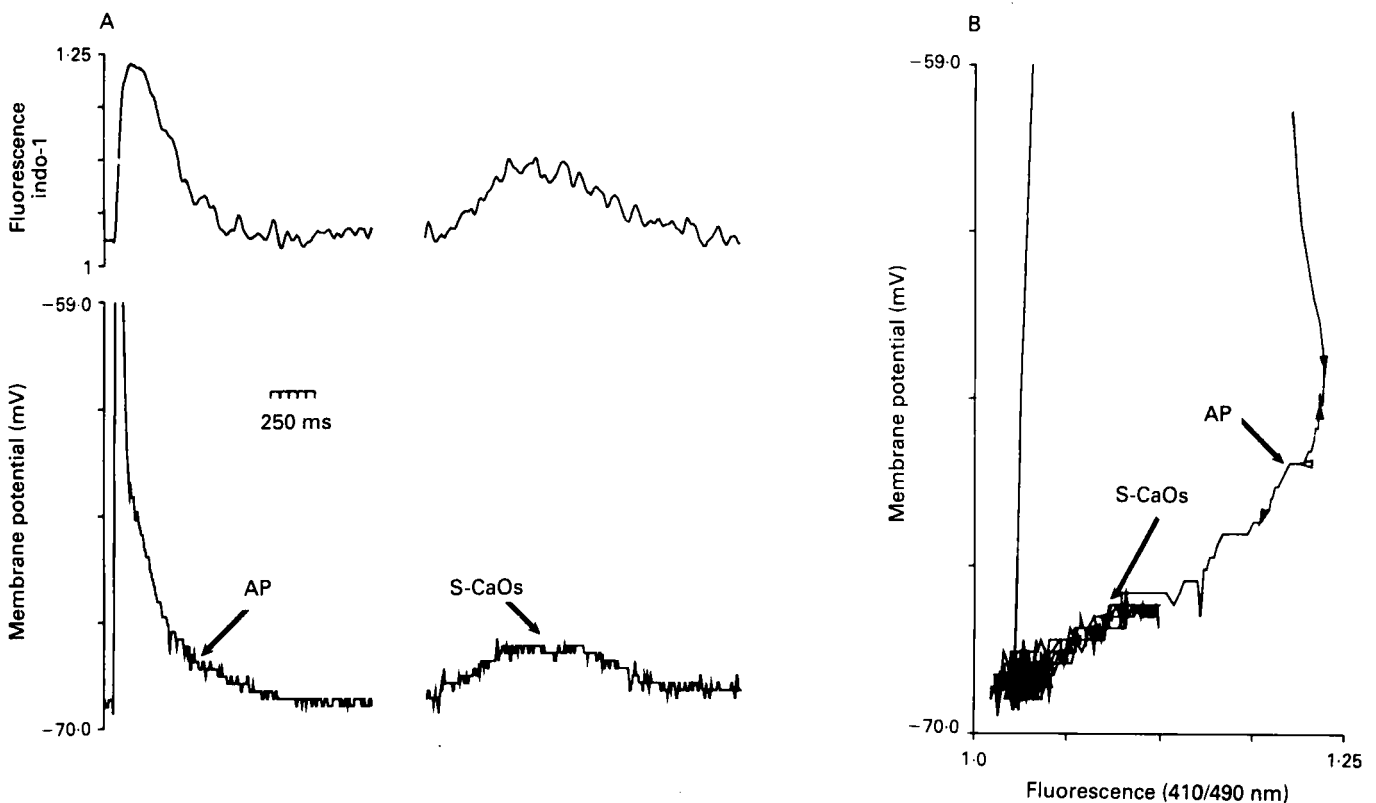 A
1·25
Fluorescence
indo-1
1
−59·0
Membrane potential (mV)
250 ms
AP
S-CaOs
−70·0
B
−59·0
Membrane potential (mV)
AP
S-CaOs
−70·0
1·0
1·25
Fluorescence (410/490 nm)